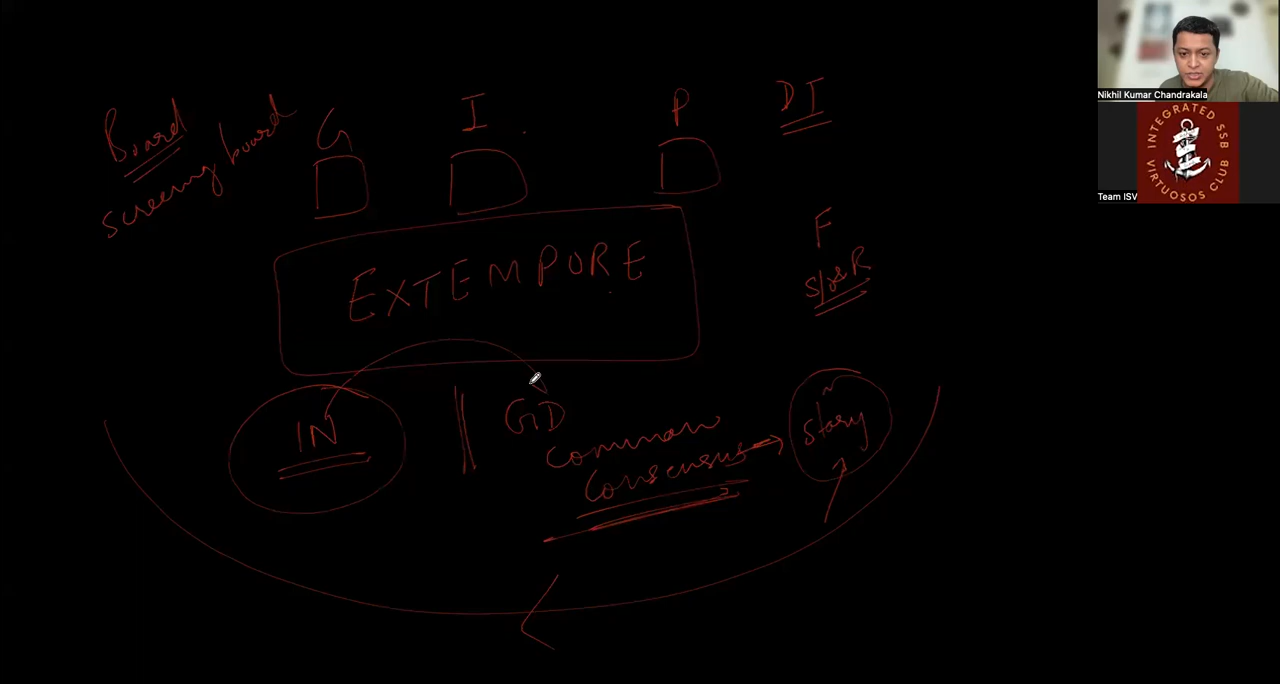 Board
screening board
G
I
P
DI
EXTEMPORE
F
IN
GD
common
consensus
story
Nikhil Kumar Chandrakala
INTEGRATED SSB
VIRTUOSOS CLUB
Team ISV